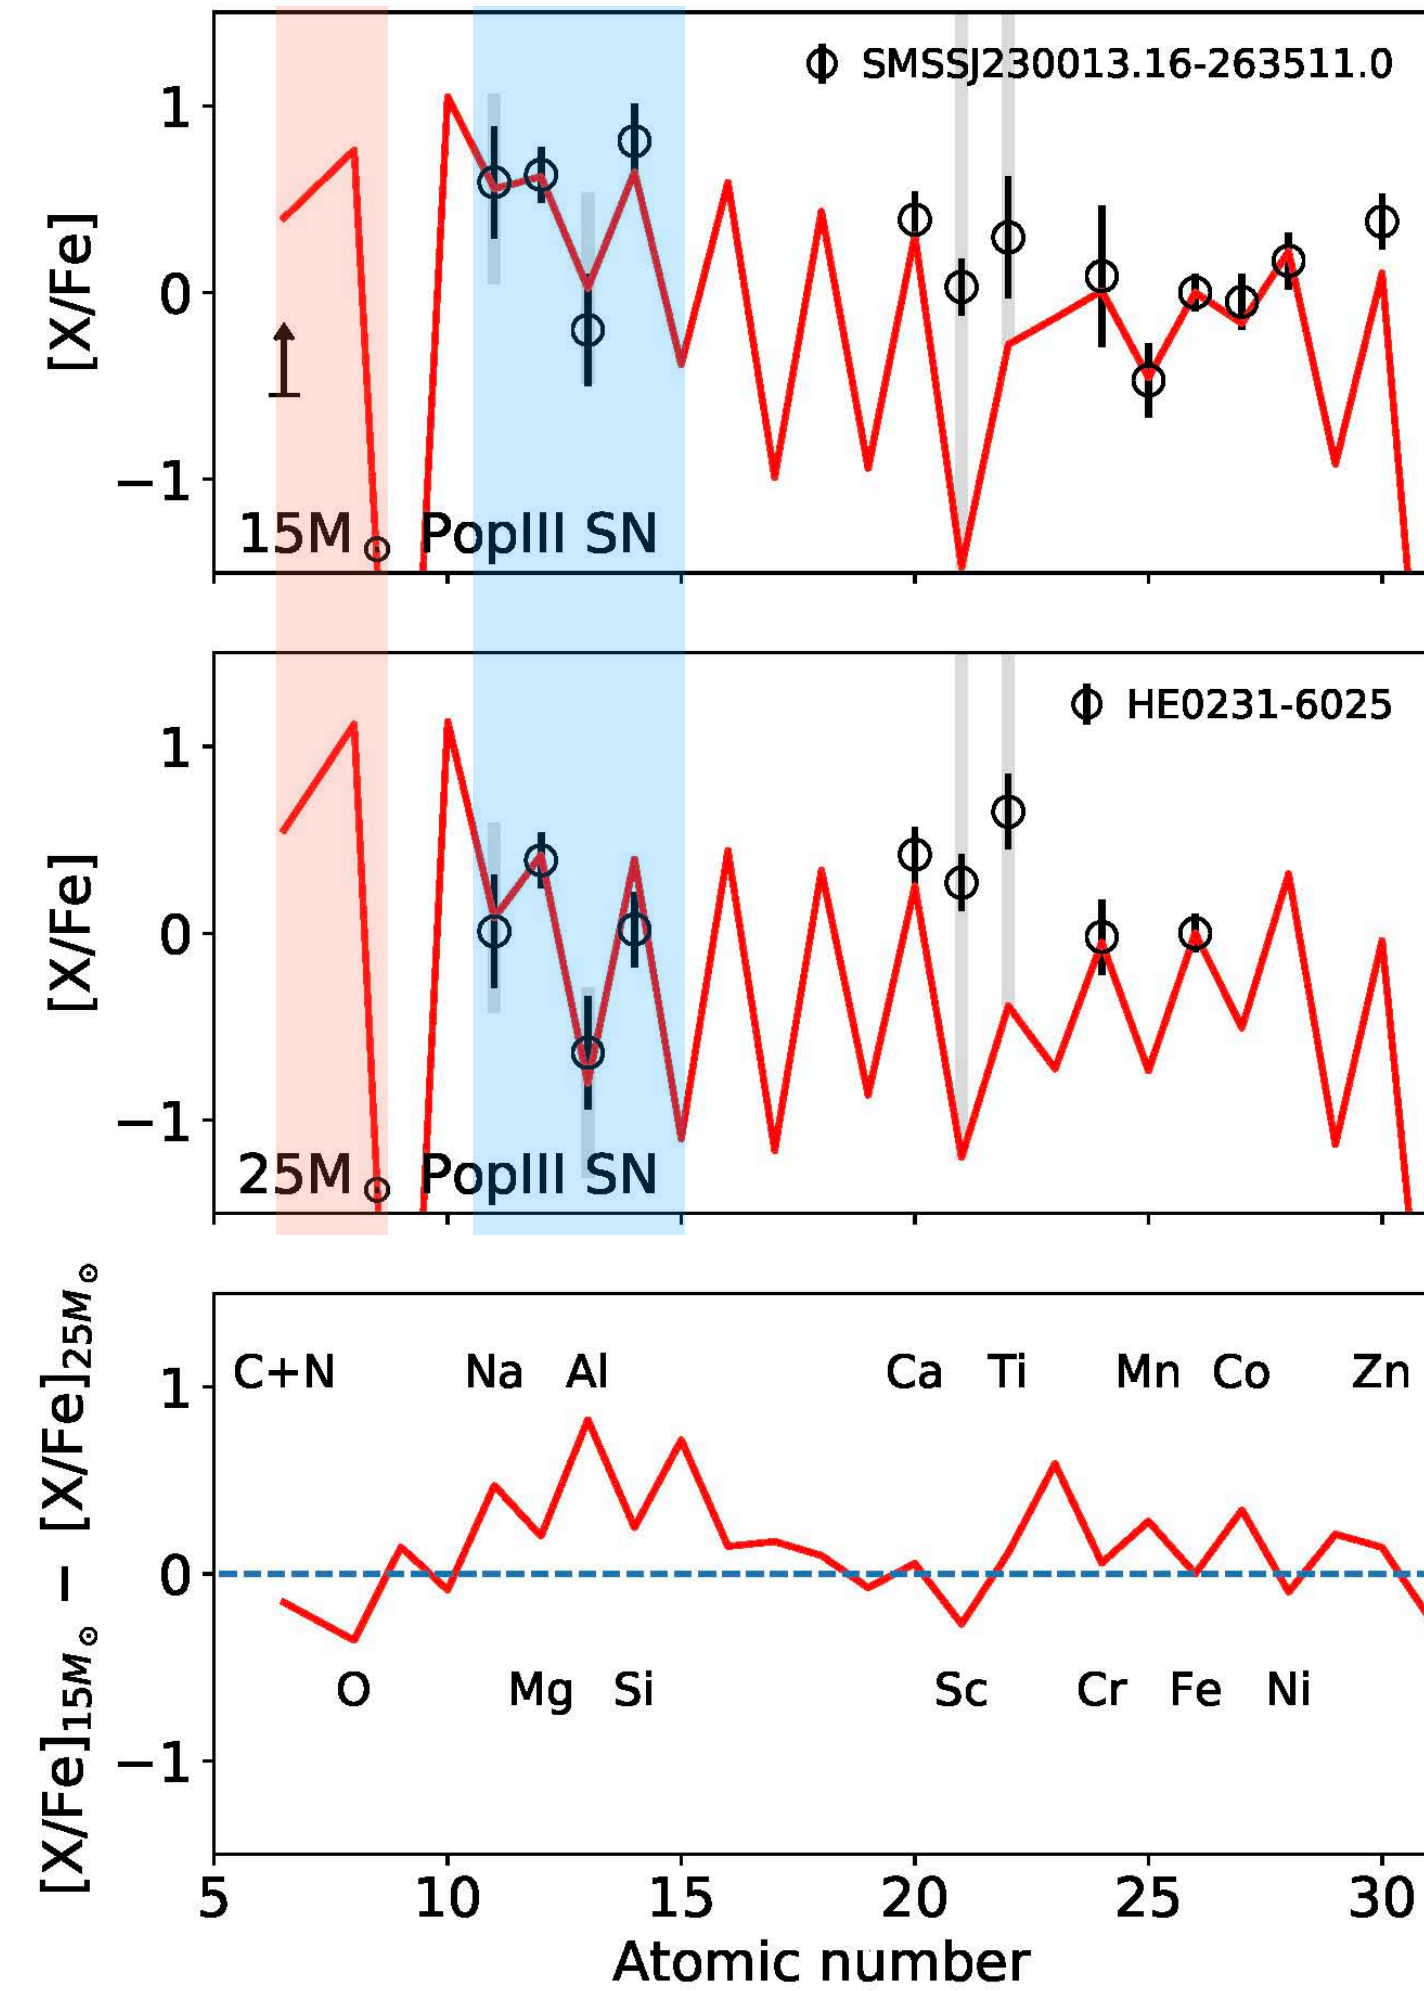 SMSSJ230013.16-263511.0
1
0
−1
[X/Fe]
15M⊙ PopIII SN
HE0231-6025
1
0
−1
[X/Fe]
25M⊙ PopIII SN
C+N Na Al Ca Ti Mn Co Zn
O Mg Si Sc Cr Fe Ni
1
0
−1
[X/Fe]15M⊙ − [X/Fe]25M⊙
5 10 15 20 25 30
Atomic number